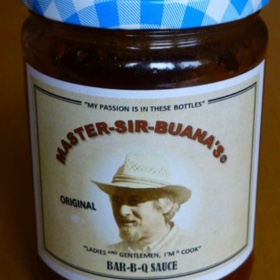 "MY PASSION IS IN THESE BOTTLES"
MASTER-SIR-BUANA'S©
ORIGINAL
"LADIES AND GENTLEMEN, I'M A COOK"
BAR-B-Q SAUCE